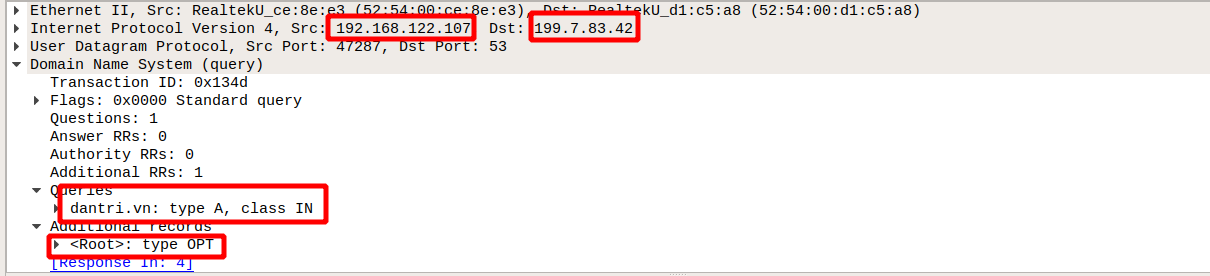 Ethernet II, Src: RealtekU_ce:8e:e3 (52:54:00:ce:8e:e3), Dst: RealtekU_d1:c5:a8 (52:54:00:d1:c5:a8)
Internet Protocol Version 4, Src: 192.168.122.107 Dst: 199.7.83.42
User Datagram Protocol, Src Port: 47287, Dst Port: 53
Domain Name System (query)
Transaction ID: 0x134d
Flags: 0x0000 Standard query
Questions: 1
Answer RRs: 0
Authority RRs: 0
Additional RRs: 1
Queries
dantri.vn: type A, class IN
Additional records
<Root>: type OPT
[Response In: 4]